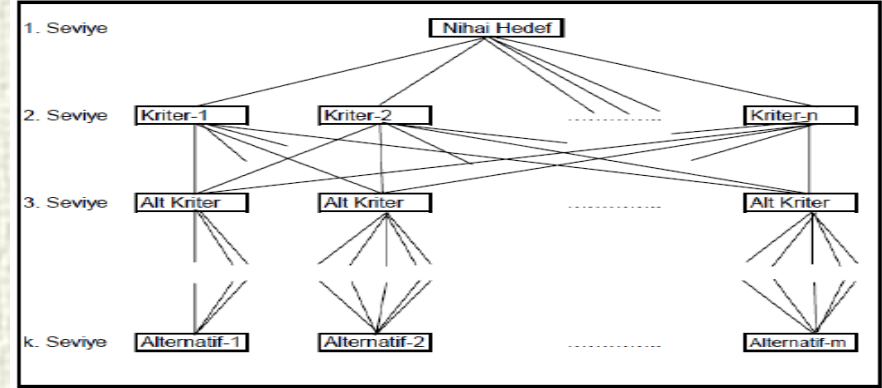 1. Seviye Nihai Hedef
2. Seviye Kriter-1 Kriter-2 ................ Kriter-n
3. Seviye Alt Kriter Alt Kriter ................ Alt Kriter
k. Seviye Alternatif-1 Alternatif-2 ................ Alternatif-m